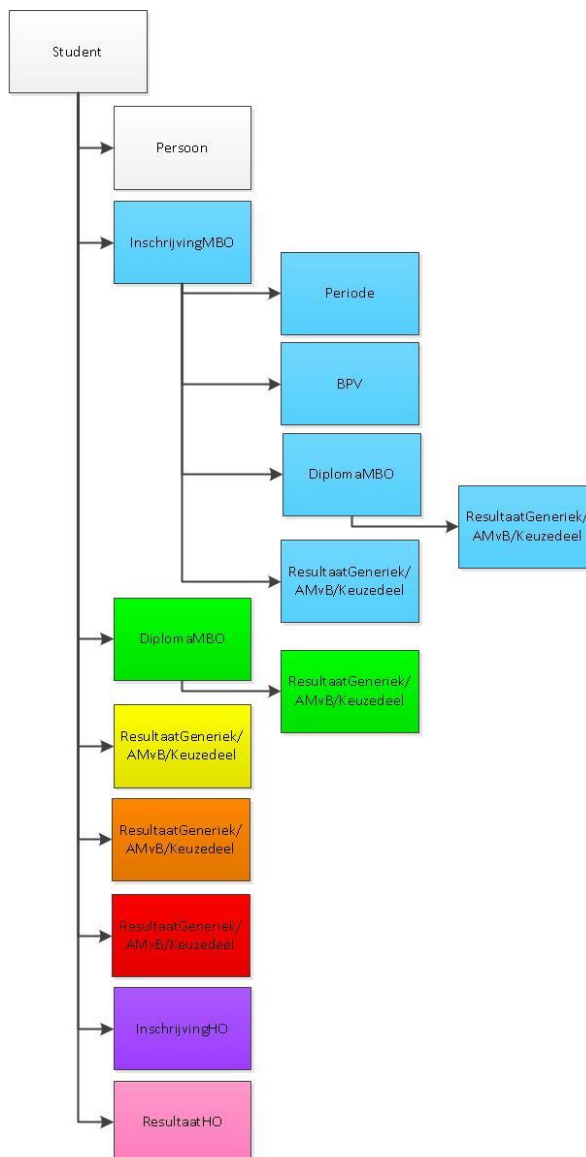 Student
Persoon
InschrijvingMBO
Periode
BPV
DiplomaMBO
ResultaatGeneriek/
AMvB/Keuzedeel
ResultaatGeneriek/
AMvB/Keuzedeel
DiplomaMBO
ResultaatGeneriek/
AMvB/Keuzedeel
ResultaatGeneriek/
AMvB/Keuzedeel
ResultaatGeneriek/
AMvB/Keuzedeel
ResultaatGeneriek/
AMvB/Keuzedeel
InschrijvingHO
ResultaatHO